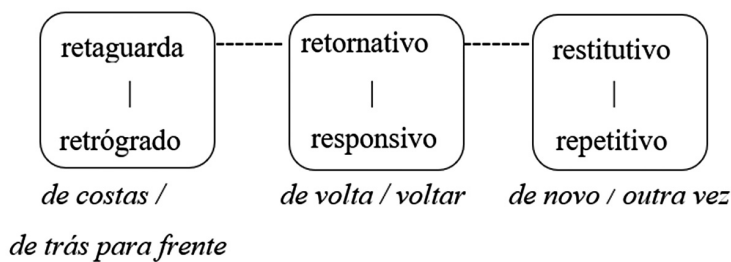 retaguarda
|
retrógrado
de costas /
de trás para frente
retornativo
|
responsivo
de volta / voltar
restitutivo
|
repetitivo
de novo / outra vez